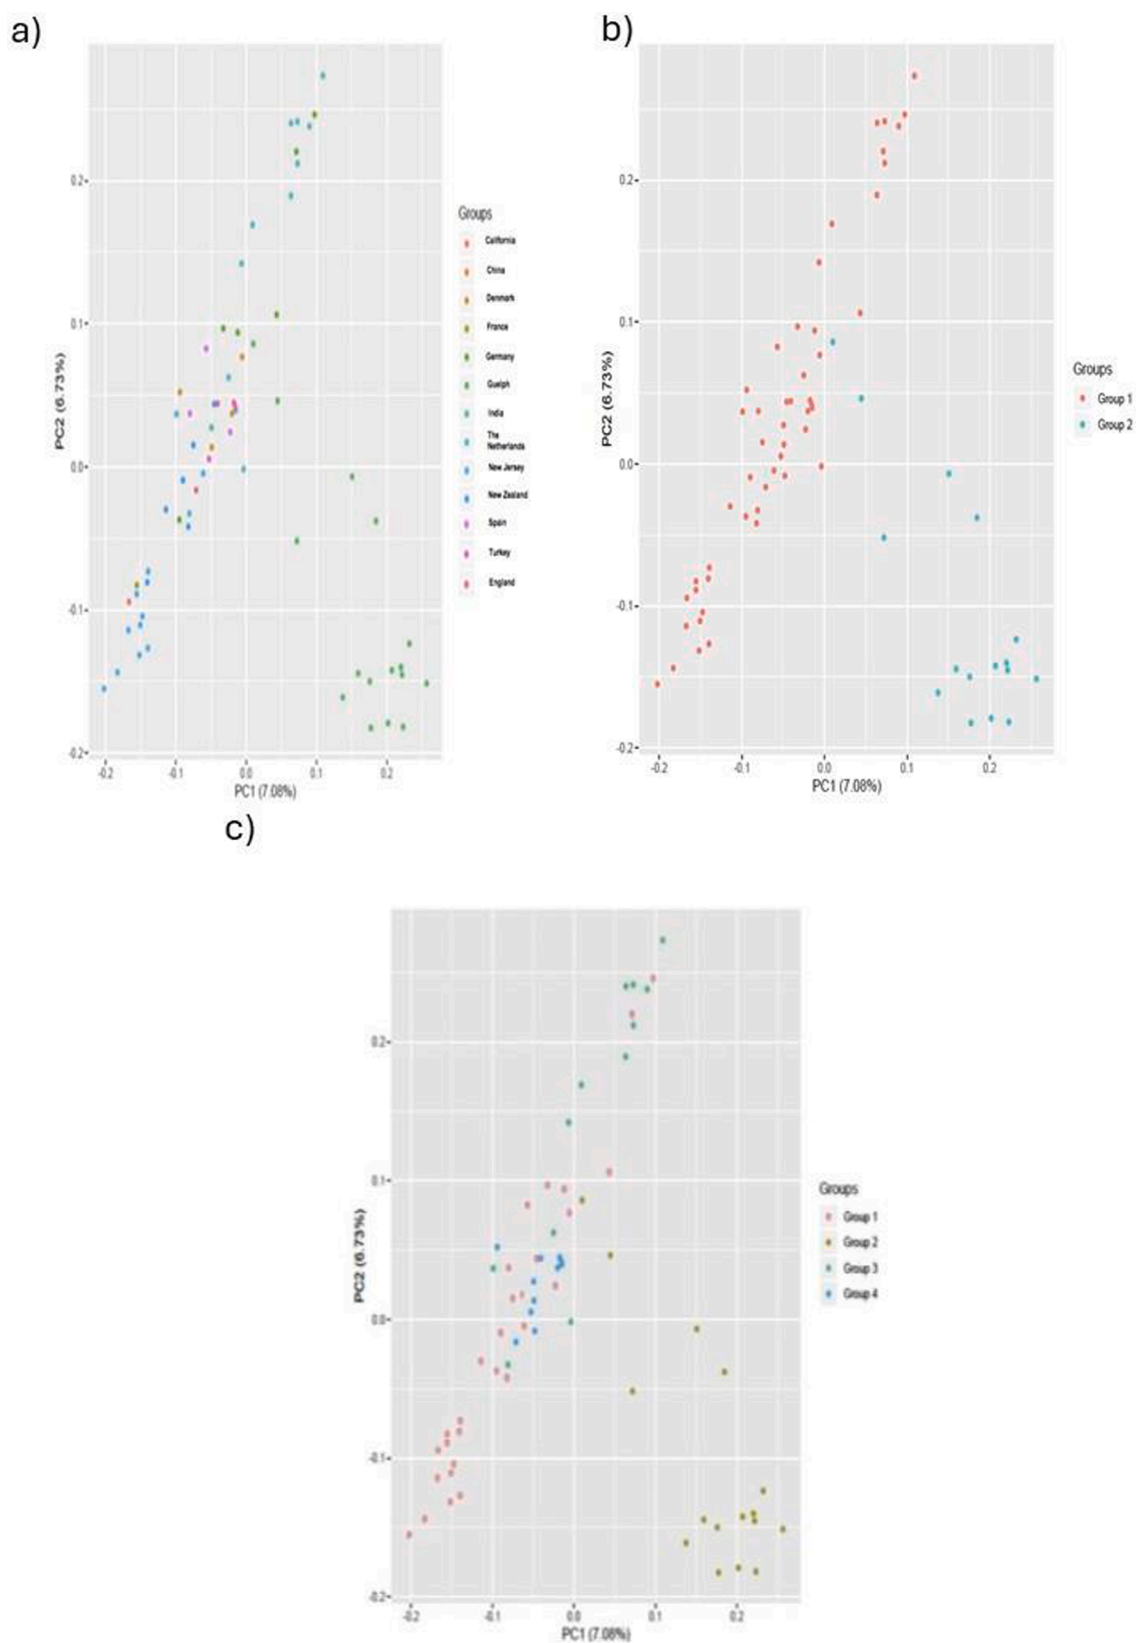 a)
PC2 (6.73%)
0.2
0.1
0.0
-0.1
-0.2
-0.2 -0.1 0.0 0.1 0.2
PC1 (7.08%)
Groups
California
China
Denmark
France
Germany
Guelph
India
The
Netherlands
New Jersey
New Zealand
Spain
Turkey
England
b)
PC2 (6.73%)
0.2
0.1
0.0
-0.1
-0.2
-0.2 -0.1 0.0 0.1 0.2
PC1 (7.08%)
Groups
Group 1
Group 2
c)
PC2 (6.73%)
0.2
0.1
0.0
-0.1
-0.2
-0.2 -0.1 0.0 0.1 0.2
PC1 (7.08%)
Groups
Group 1
Group 2
Group 3
Group 4